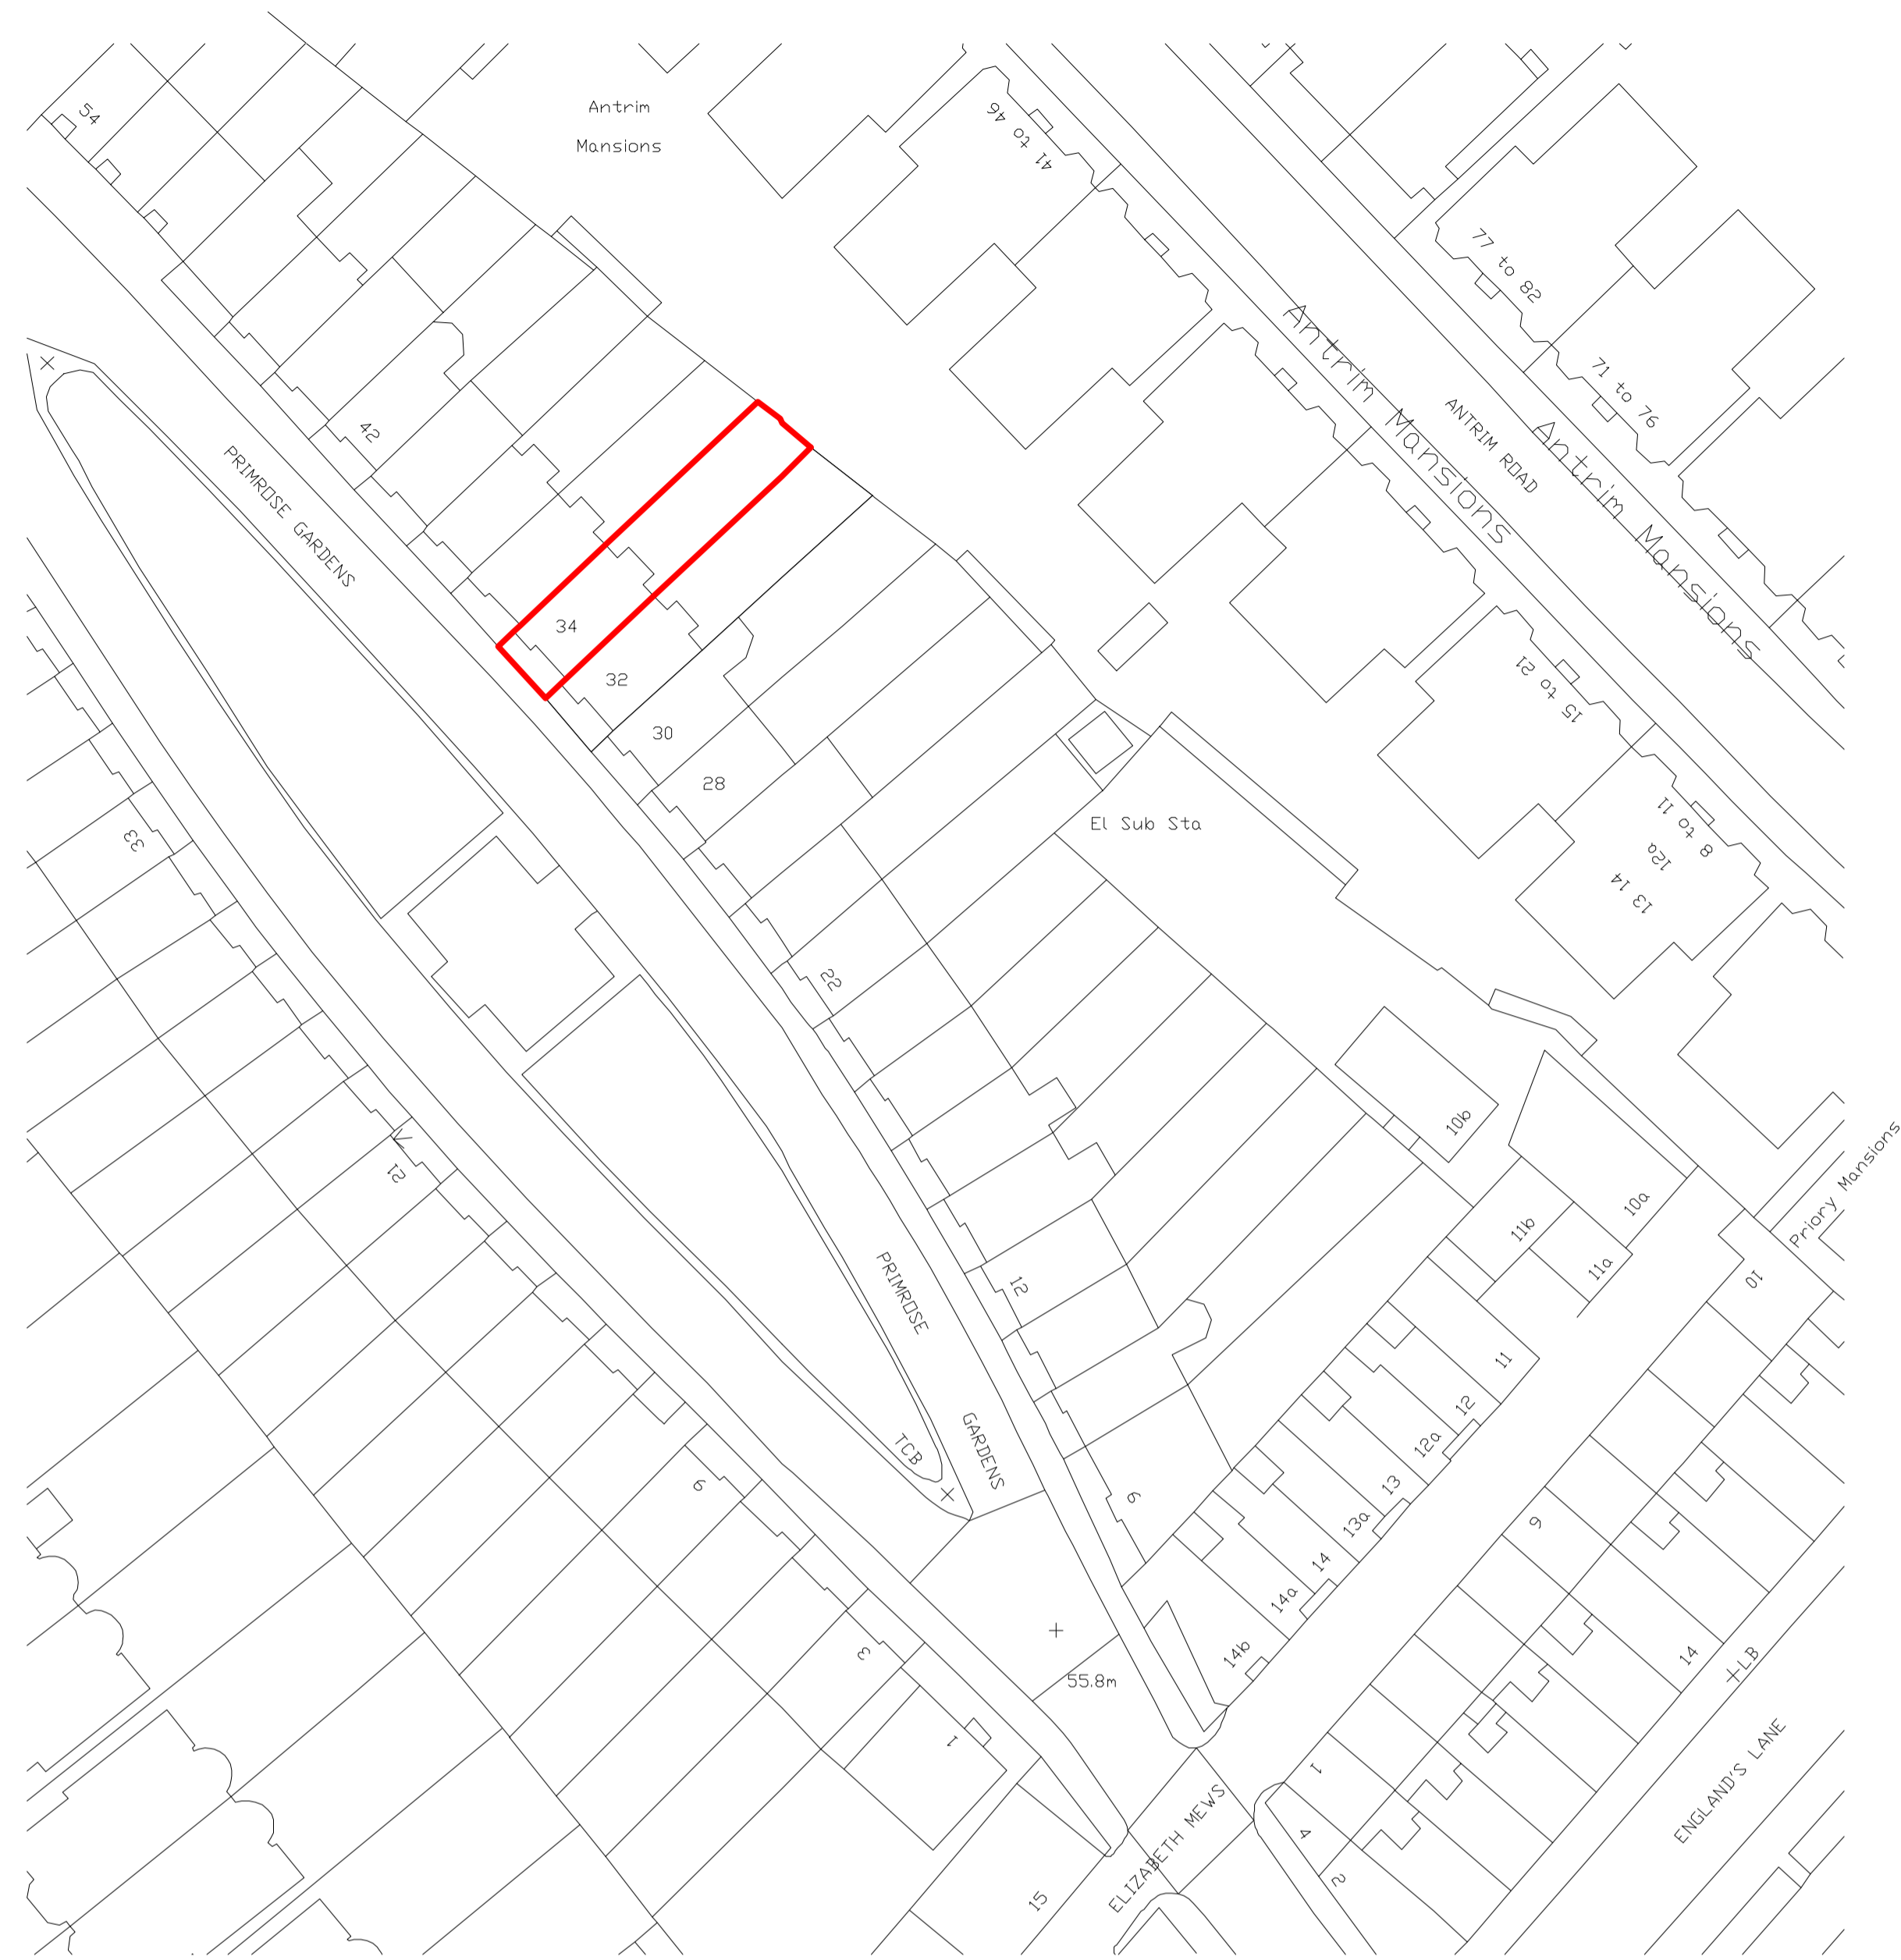 54
Antrim
Mansions
41 to 46
77 to 82
71 to 76
Antrim Mansions
ANTRIM ROAD
Antrim Mansions
42
PRIMROSE GARDENS
34
32
30
28
15 to 21
El Sub Sta
8 to 11
12a
13 14
33
22
10b
10a
11b
11a
Priory Mansions
21
12
10
PRIMROSE
GARDENS
TCB
11
12
12a
13
13a
14
14a
14b
6
9
9
3
1
55.8m
14
LB
1
4
2
15
ELIZABETH MEWS
ENGLAND'S LANE